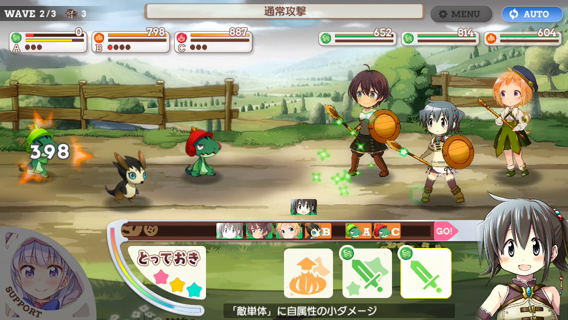 WAVE 2/3 3
通常攻撃
MENU
AUTO
A 0
B 798
C 887
652
814
604
398
B A C GO!
とっておき
SUPPORT
「敵単体」に自属性の小ダメージ